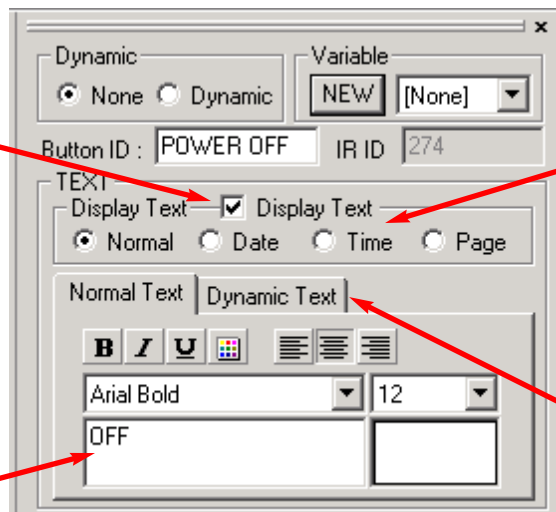 Dynamic
Variable
None Dynamic
NEW [None]
Button ID : POWER OFF IR ID 274
TEXT
Display Text Display Text
Normal Date Time Page
Normal Text Dynamic Text
B I U
Arial Bold 12
OFF